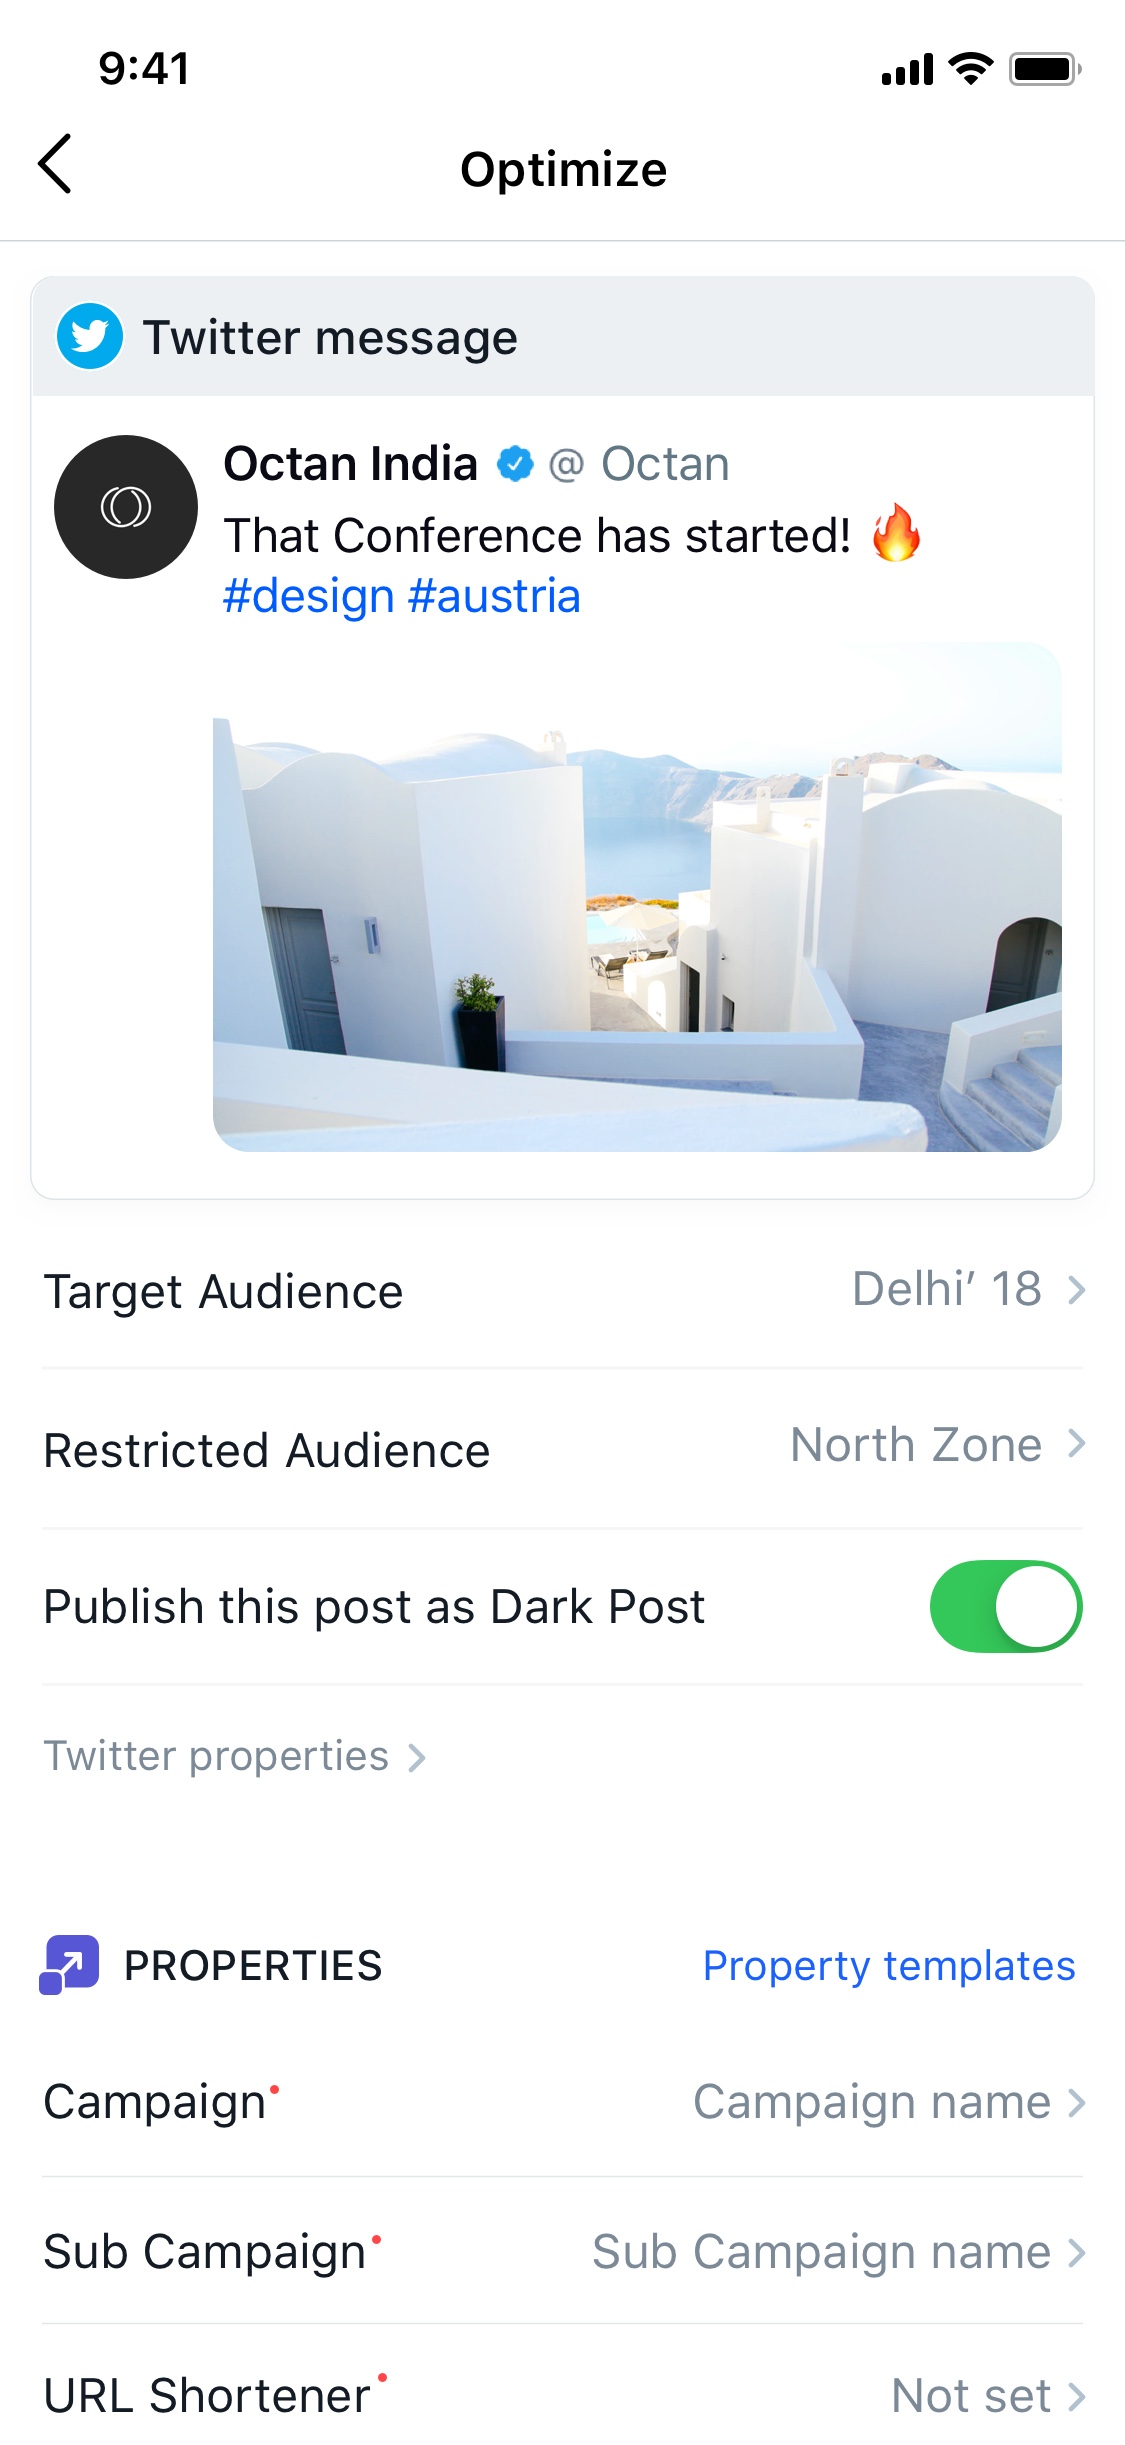 9:41
Optimize
Twitter message
Octan India @ Octan
That Conference has started! 🔥
#design #austria
Target Audience Delhi’ 18
Restricted Audience North Zone
Publish this post as Dark Post
Twitter properties
PROPERTIES Property templates
Campaign Campaign name
Sub Campaign Sub Campaign name
URL Shortener Not set